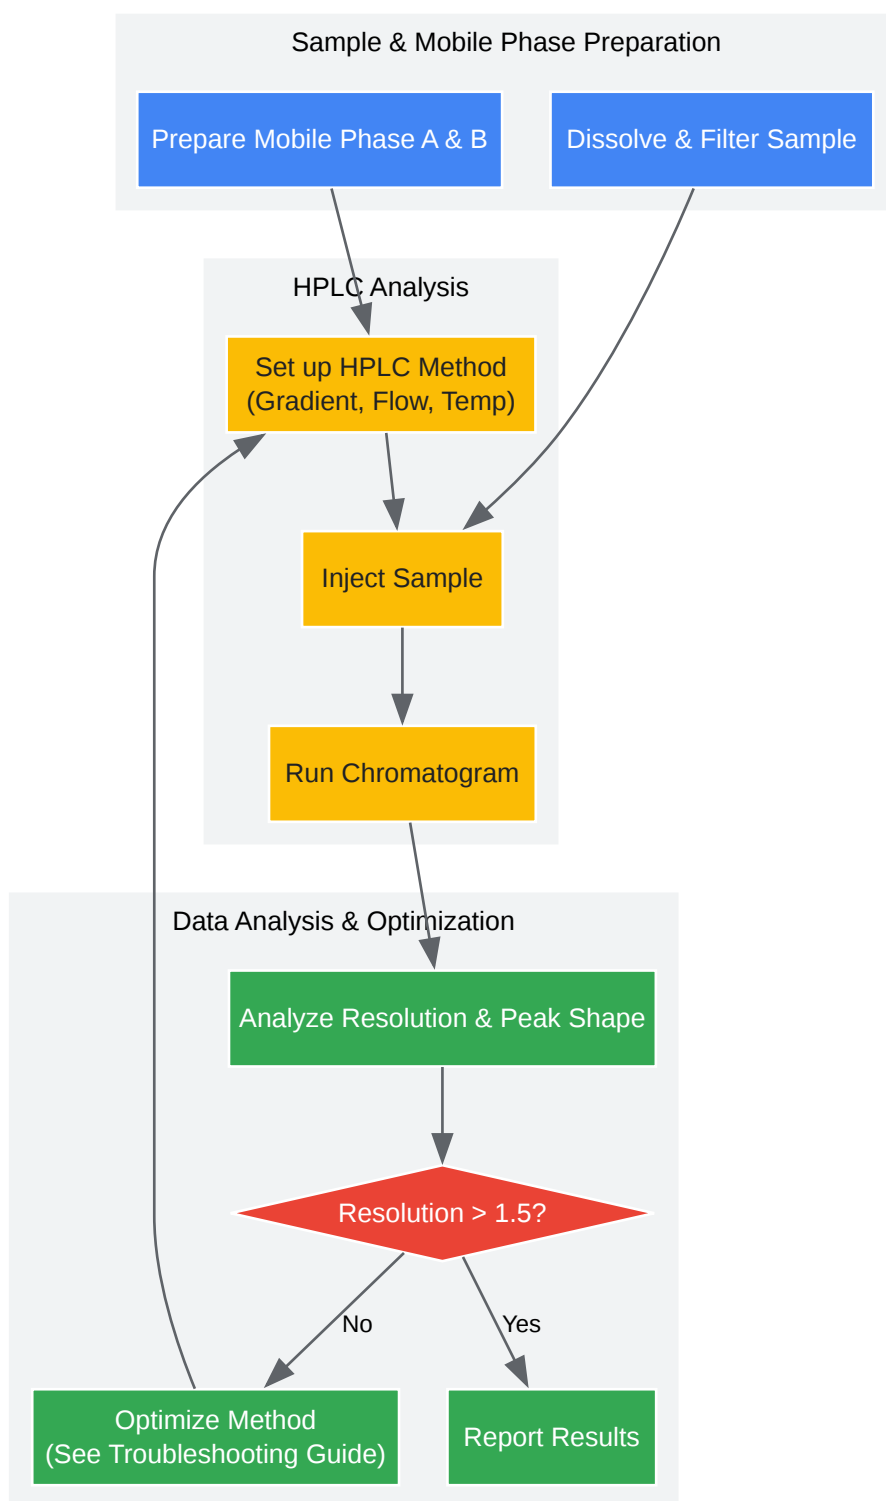 Sample & Mobile Phase Preparation
Prepare Mobile Phase A & B
Dissolve & Filter Sample
HPLC Analysis
Set up HPLC Method
(Gradient, Flow, Temp)
Inject Sample
Run Chromatogram
Data Analysis & Optimization
Analyze Resolution & Peak Shape
Resolution > 1.5?
No
Yes
Optimize Method
(See Troubleshooting Guide)
Report Results